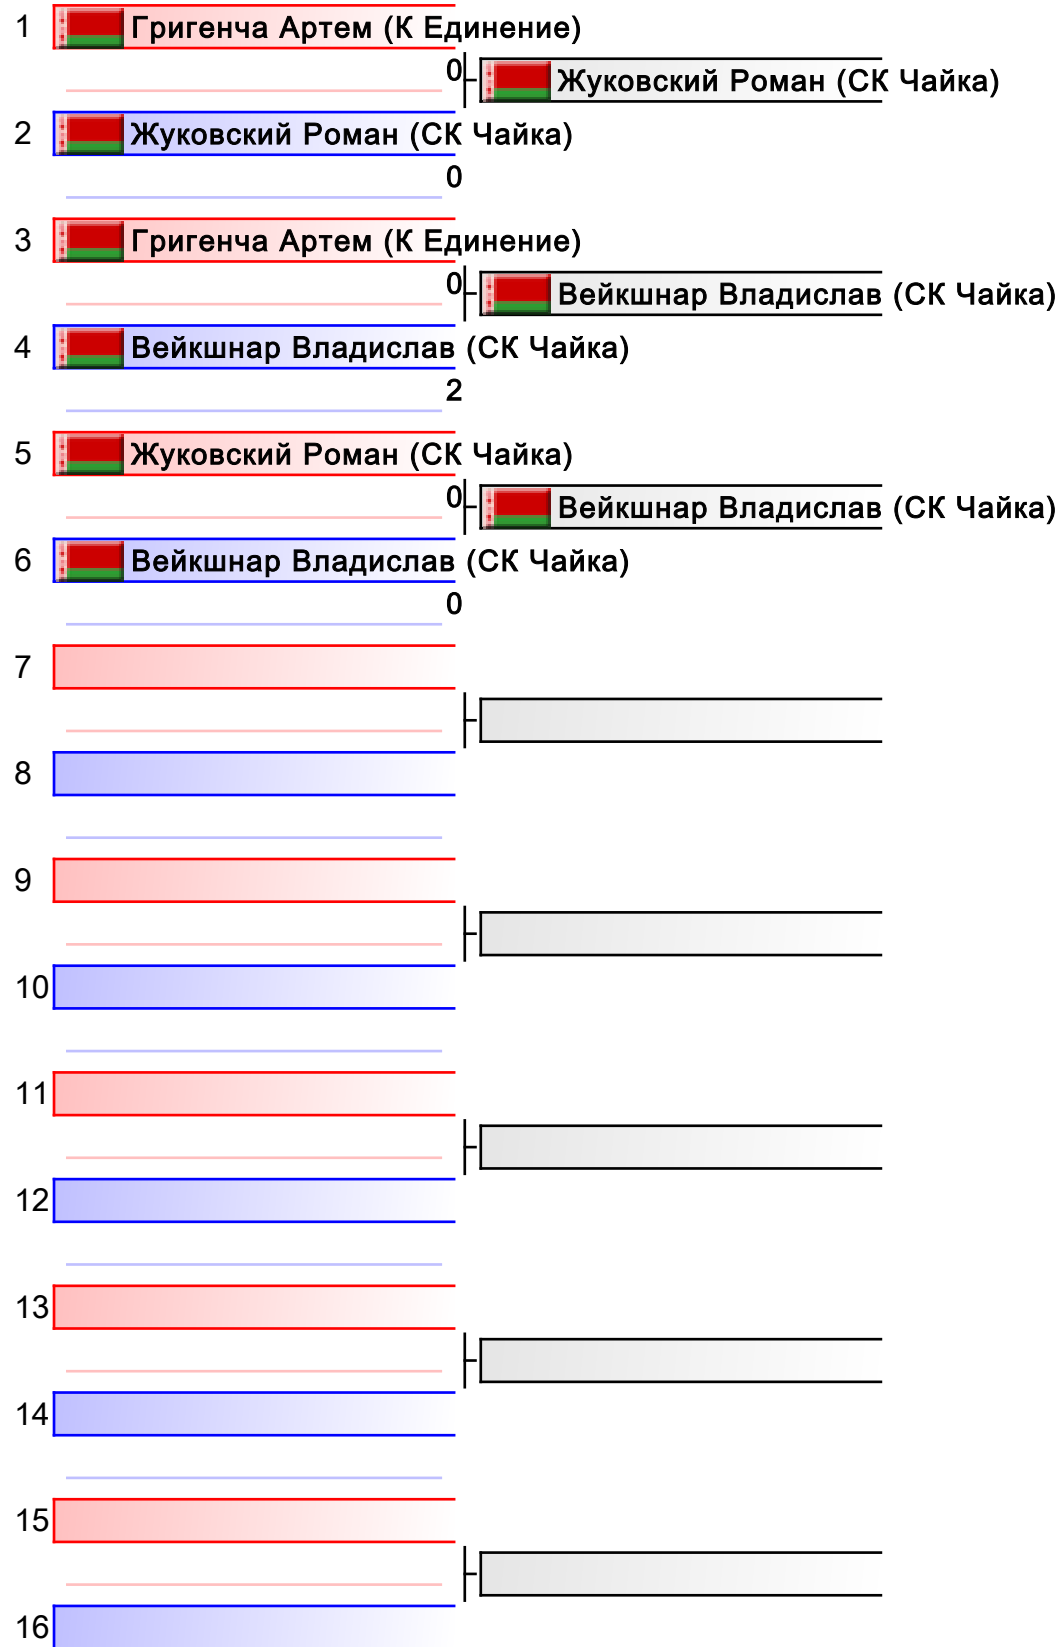 1 Григенча Артем (К Единение)
0 Жуковский Роман (СК Чайка)
2 Жуковский Роман (СК Чайка)
0
3 Григенча Артем (К Единение)
0 Вейкшнар Владислав (СК Чайка)
4 Вейкшнар Владислав (СК Чайка)
2
5 Жуковский Роман (СК Чайка)
0 Вейкшнар Владислав (СК Чайка)
6 Вейкшнар Владислав (СК Чайка)
0
7
8
9
10
11
12
13
14
15
16